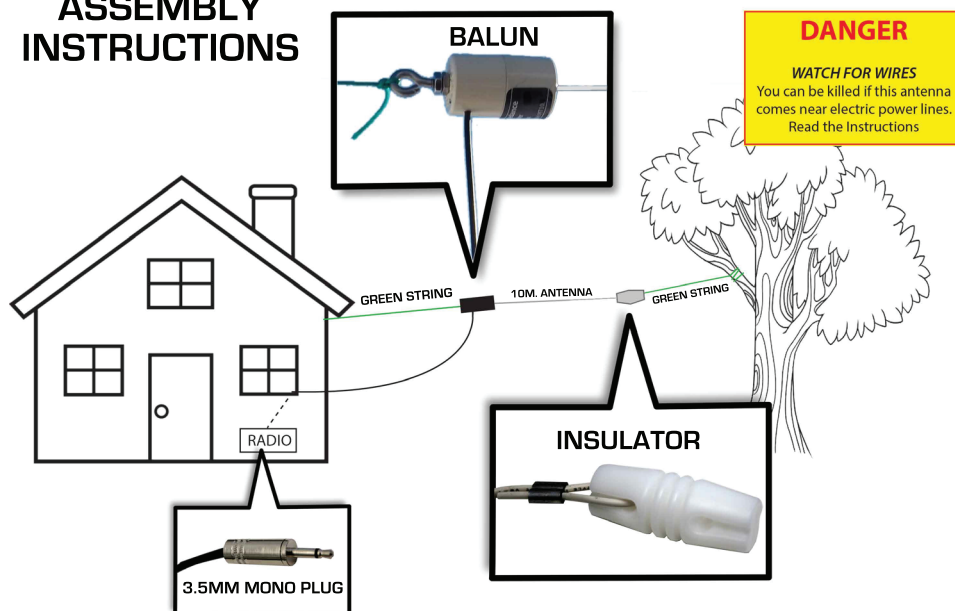 ASSEMBLY
INSTRUCTIONS
BALUN
DANGER
WATCH FOR WIRES
You can be killed if this antenna
comes near electric power lines.
Read the Instructions
GREEN STRING
10M. ANTENNA
GREEN STRING
RADIO
INSULATOR
3.5MM MONO PLUG